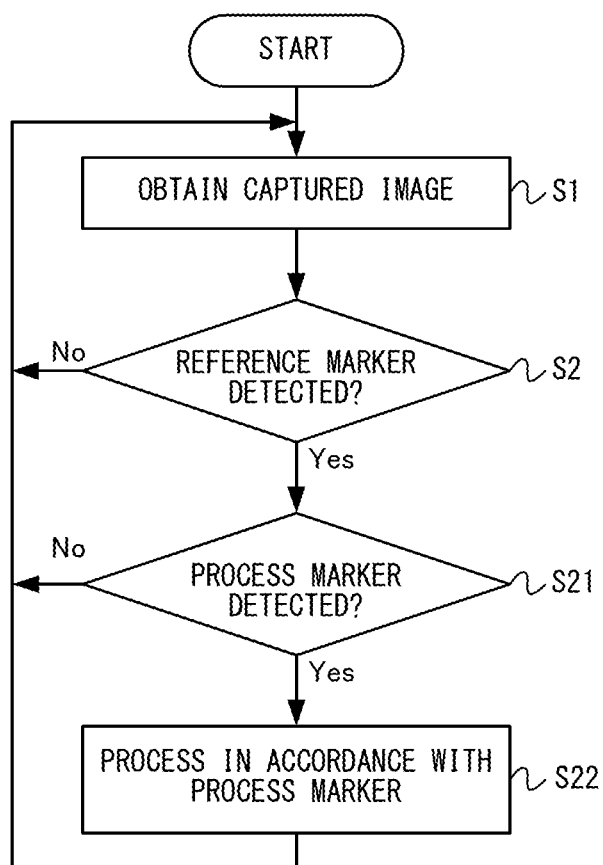 START
OBTAIN CAPTURED IMAGE
S1
No
REFERENCE MARKER
DETECTED?
S2
Yes
No
PROCESS MARKER
DETECTED?
S21
Yes
PROCESS IN ACCORDANCE WITH
PROCESS MARKER
S22